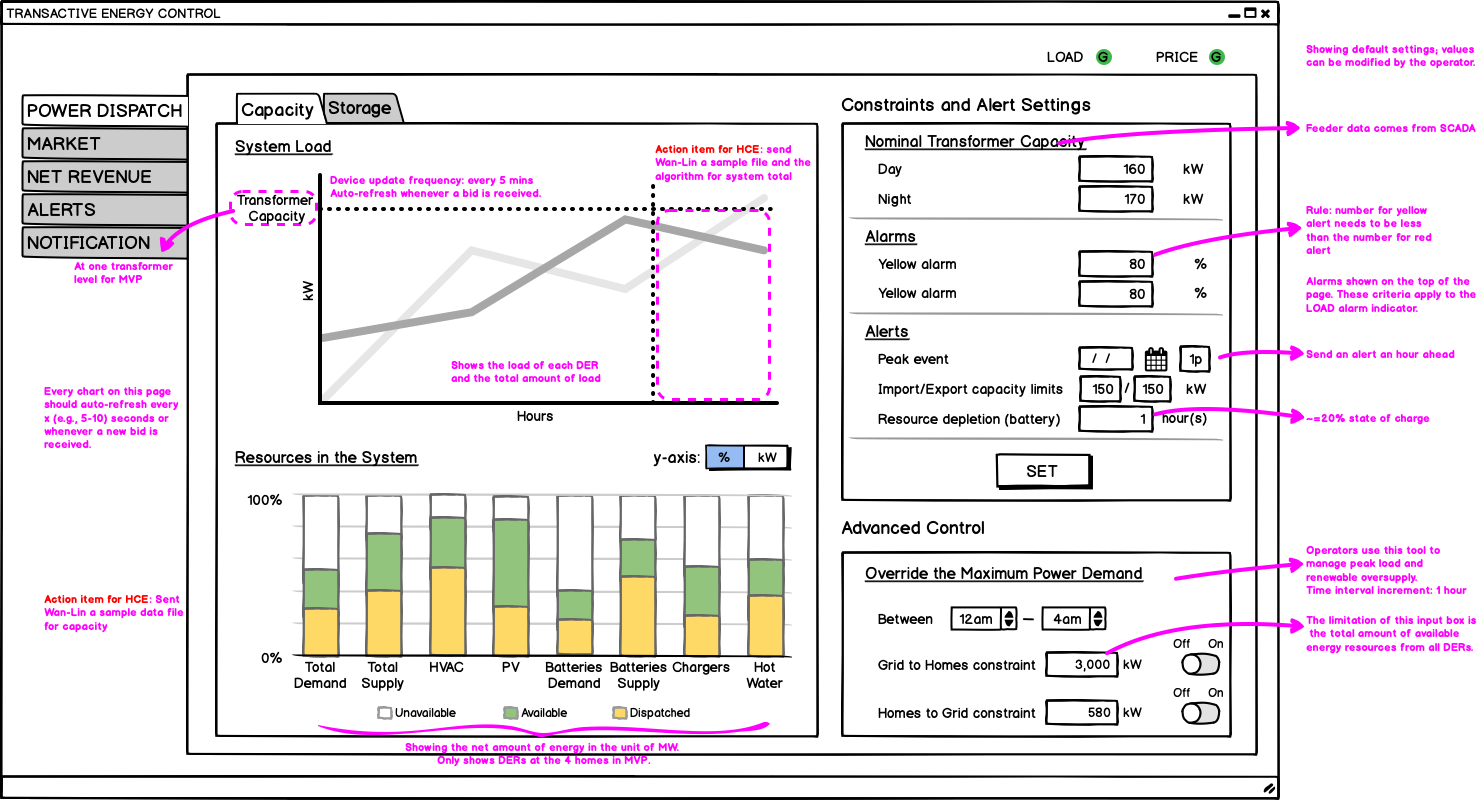 TRANSACTIVE ENERGY CONTROL
LOAD G PRICE G
Showing default settings; values
can be modified by the operator.
POWER DISPATCH
MARKET
NET REVENUE
ALERTS
NOTIFICATION
At one transformer
level for MVP
Every chart on this page
should auto-refresh every
x (e.g., 5-10) seconds or
whenever a new bid is
received.
Action item for HCE: Sent
Wan-Lin a sample data file
for capacity
Capacity Storage
System Load
Action item for HCE: send
Wan-Lin a sample file and the
algorithm for system total
Device update frequency: every 5 mins
Auto-refresh whenever a bid is received.
Transformer
Capacity
kW
Shows the load of each DER
and the total amount of load
Hours
Resources in the System
y-axis: % kW
100%
0%
Total
Demand
Total
Supply
HVAC
PV
Batteries
Demand
Batteries
Supply
Chargers
Hot
Water
Unavailable Available Dispatched
Showing the net amount of energy in the unit of MW.
Only shows DERs at the 4 homes in MVP.
Constraints and Alert Settings
Nominal Transformer Capacity
Day 160 kW
Night 170 kW
Alarms
Yellow alarm 80 %
Yellow alarm 80 %
Alerts
Peak event / / 1p
Import/Export capacity limits 150 / 150 kW
Resource depletion (battery) 1 hour(s)
SET
Advanced Control
Override the Maximum Power Demand
Between 12am – 4am
Off On
Grid to Homes constraint 3,000 kW
Off On
Homes to Grid constraint 580 kW
Feeder data comes from SCADA
Rule: number for yellow
alert needs to be less
than the number for red
alert
Alarms shown on the top of the
page. These criteria apply to the
LOAD alarm indicator.
Send an alert an hour ahead
~=20% state of charge
Operators use this tool to
manage peak load and
renewable oversupply.
Time interval increment: 1 hour
The limitation of this input box is
the total amount of available
energy resources from all DERs.